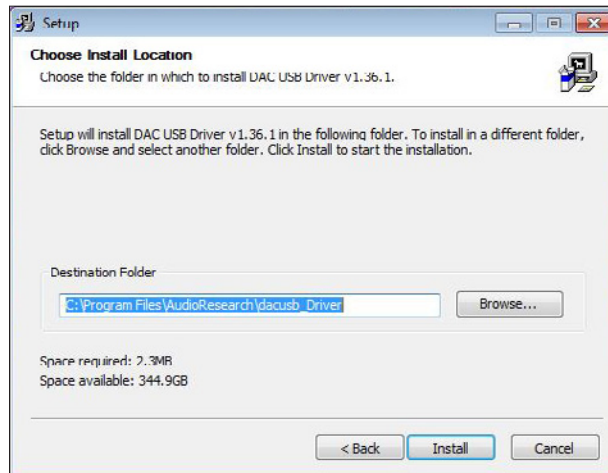 Setup
Choose Install Location
Choose the folder in which to install DAC USB Driver v1.36.1.
Setup will install DAC USB Driver v1.36.1 in the following folder. To install in a different folder,
click Browse and select another folder. Click Install to start the installation.
Destination Folder
C:\Program Files\AudioResearch\dacusb_Driver
Browse...
Space required: 2.3MB
Space available: 344.9GB
< Back
Install
Cancel